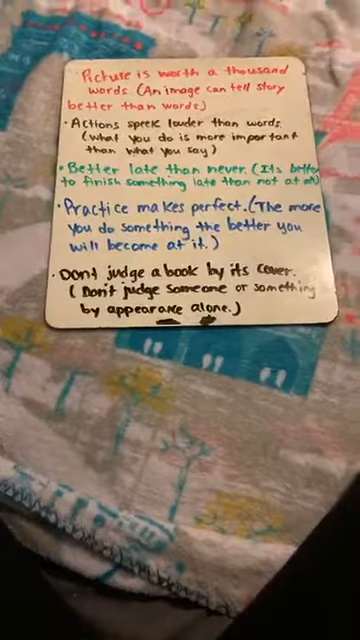 · Picture is worth a thousand
words. (An image can tell story
better than words.)
· Actions speek louder than words.
(what you do is more important
than what you say)
· Better late than never. (Its better
to finish something late than not at all)
· Practice makes perfect. (The more
you do something the better you
will become at it.)
· Dont judge a book by its cover.
( Don't judge someone or something
by appearance alone.)